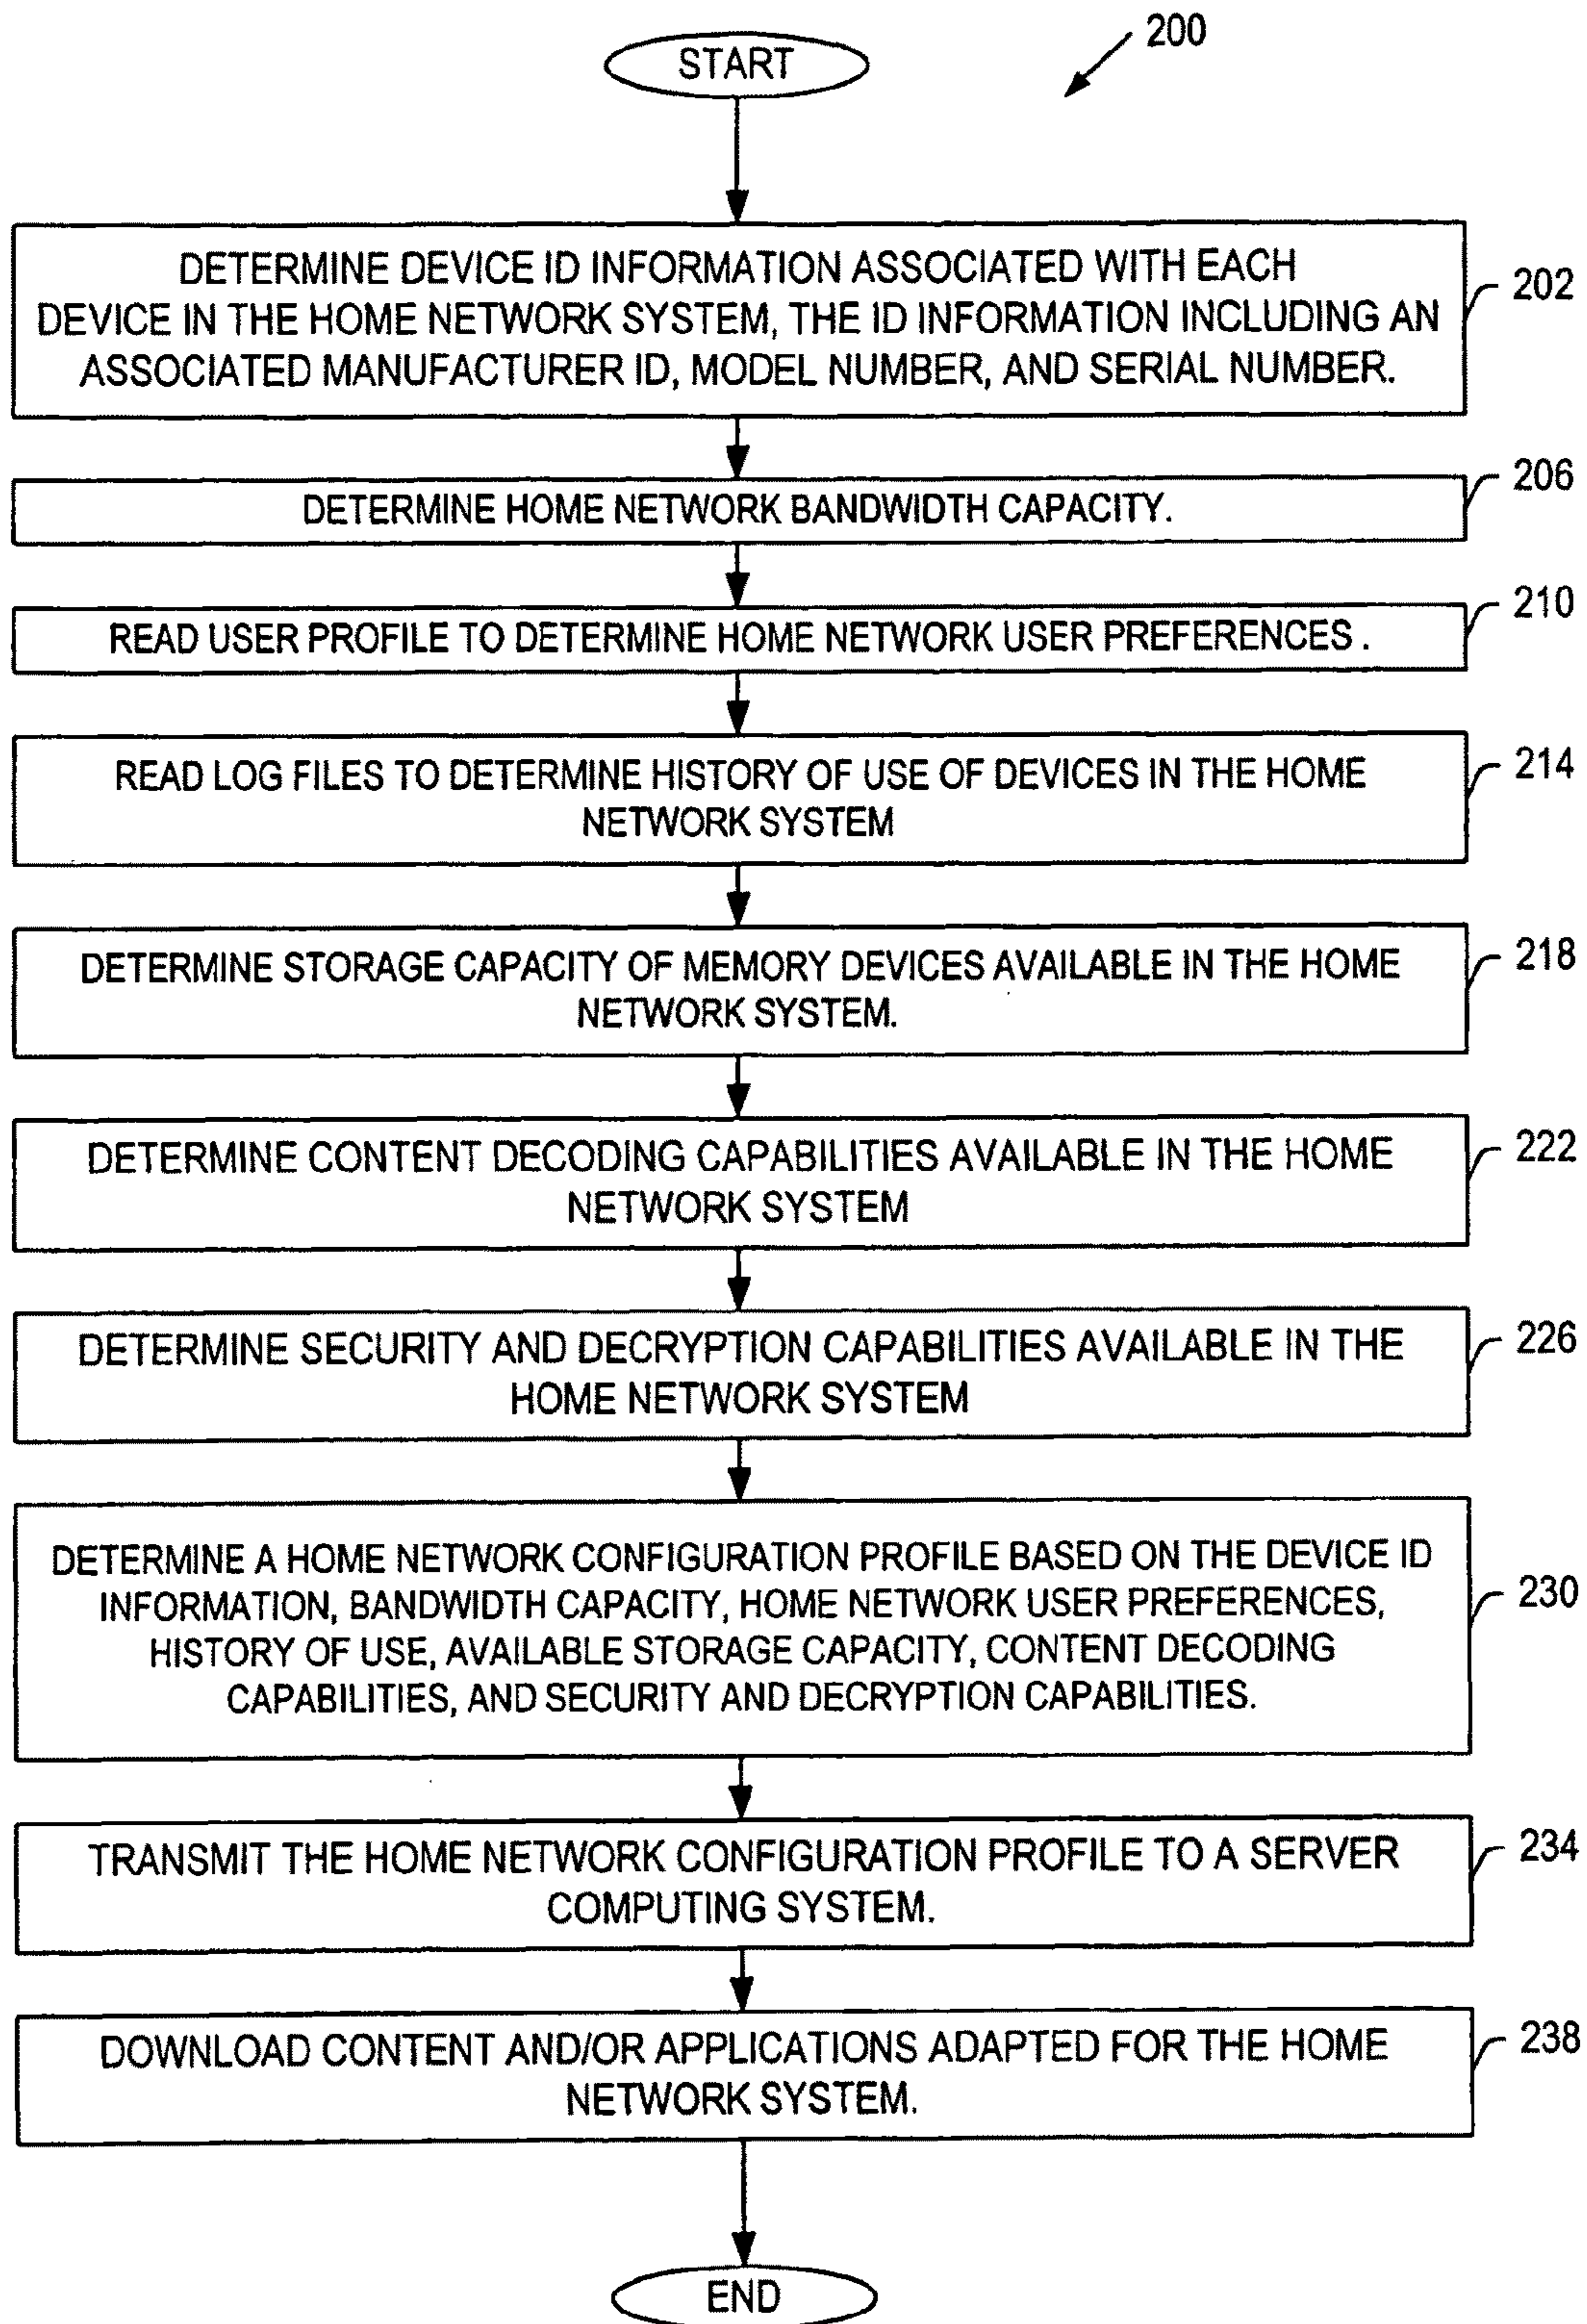 200
START
DETERMINE DEVICE ID INFORMATION ASSOCIATED WITH EACH
DEVICE IN THE HOME NETWORK SYSTEM, THE ID INFORMATION INCLUDING AN
ASSOCIATED MANUFACTURER ID, MODEL NUMBER, AND SERIAL NUMBER.
202
DETERMINE HOME NETWORK BANDWIDTH CAPACITY.
206
READ USER PROFILE TO DETERMINE HOME NETWORK USER PREFERENCES .
210
READ LOG FILES TO DETERMINE HISTORY OF USE OF DEVICES IN THE HOME
NETWORK SYSTEM
214
DETERMINE STORAGE CAPACITY OF MEMORY DEVICES AVAILABLE IN THE HOME
NETWORK SYSTEM.
218
DETERMINE CONTENT DECODING CAPABILITIES AVAILABLE IN THE HOME
NETWORK SYSTEM
222
DETERMINE SECURITY AND DECRYPTION CAPABILITIES AVAILABLE IN THE
HOME NETWORK SYSTEM
226
DETERMINE A HOME NETWORK CONFIGURATION PROFILE BASED ON THE DEVICE ID
INFORMATION, BANDWIDTH CAPACITY, HOME NETWORK USER PREFERENCES,
HISTORY OF USE, AVAILABLE STORAGE CAPACITY, CONTENT DECODING
CAPABILITIES, AND SECURITY AND DECRYPTION CAPABILITIES.
230
TRANSMIT THE HOME NETWORK CONFIGURATION PROFILE TO A SERVER
COMPUTING SYSTEM.
234
DOWNLOAD CONTENT AND/OR APPLICATIONS ADAPTED FOR THE HOME
NETWORK SYSTEM.
238
END